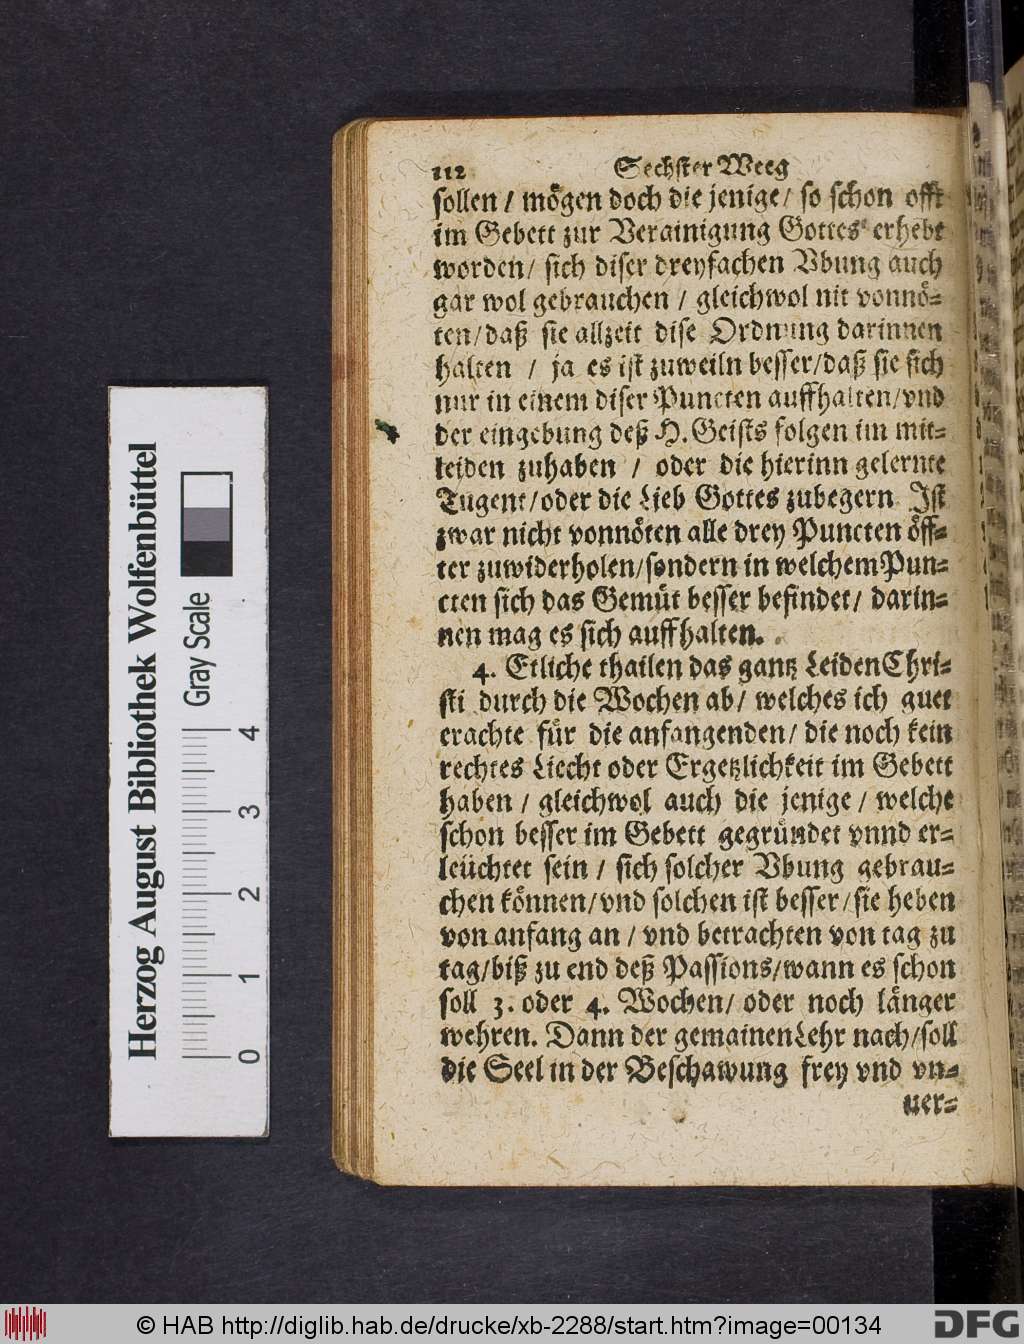 112 Sechster Weeg
sollen / mögen doch die jenige / so schon offt
im Gebett zur Verainigung Gottes erhebt
worden / sich diser dreyfachen Vbung auch
gar wol gebrauchen / gleichwol nit vonnö-
ten / daß sie allzeit dise Ordnung darinnen
halten / ja es ist zuweiln besser / daß sie sich
nur in einem diser Puncten auffhalten / vnd
der eingebung deß H. Geists folgen im mit-
leiden zuhaben / oder die hierinn gelernte
Tugent / oder die Lieb Gottes zubegern Ist
zwar nicht vonnöten alle drey Puncten öff-
ter zuwiderholen / sondern in welchem Pun-
cten sich das Gemüt besser befindet / darin-
nen mag es sich auffhalten.
4. Etliche thailen das gantz Leiden Chri-
sti durch die Wochen ab / welches ich guet
erachte für die anfangenden / die noch kein
rechtes Liecht oder Ergetzlichkeit im Gebett
haben / gleichwol auch die jenige / welche
schon besser im Gebett gegründet vnnd er-
leüchtet sein / sich solcher Vbung gebrau-
chen können / vnd solchen ist besser / sie heben
von anfang an / vnd betrachten von tag zu
tag / biß zu end deß Passions / wann es schon
soll 3. oder 4. Wochen / oder noch länger
wehren. Dann der gemainen Lehr nach / soll
die Seel in der Beschawung frey vnd vn-
uer-
Herzog August Bibliothek Wolfenbüttel
Gray Scale
0 1 2 3 4
© HAB http://diglib.hab.de/drucke/xb-2288/start.htm?image=00134
DFG